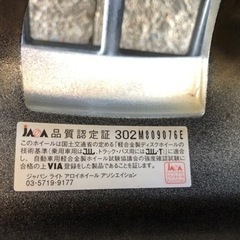 JAWA 品質認定証 302M809076E
このホイールは国土交通省の定める「軽合金製ディスクホイールの
技術基準（乗用車用はJWL、トラック・バス用にはJWL-T）」に適合し、
ジャパン自動車軽合金製ホイール試験協議会の強度確認試験に
合格の上VIA登録をした製品であることを証します。
ジャパン ライト アロイホイール アソシエイション
03-5719-9177